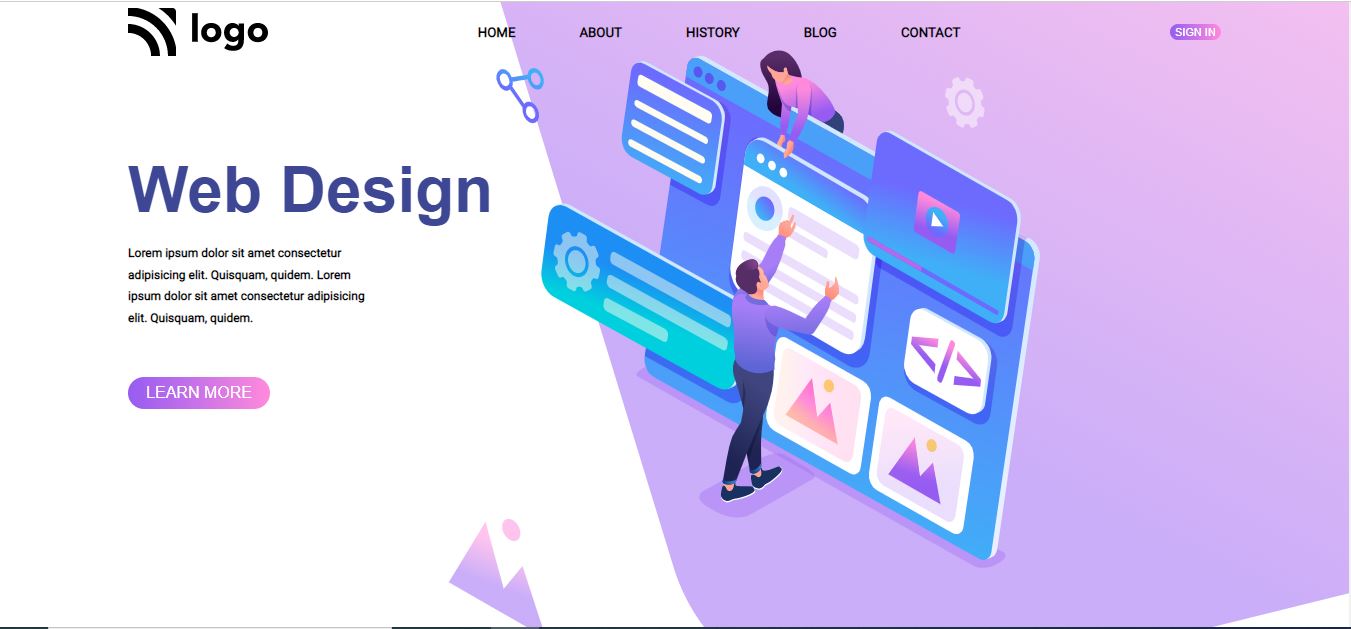 logo
HOME
ABOUT
HISTORY
BLOG
CONTACT
SIGN IN
Web Design
Lorem ipsum dolor sit amet consectetur
adipisicing elit. Quisquam, quidem. Lorem
ipsum dolor sit amet consectetur adipisicing
elit. Quisquam, quidem.
LEARN MORE
</>